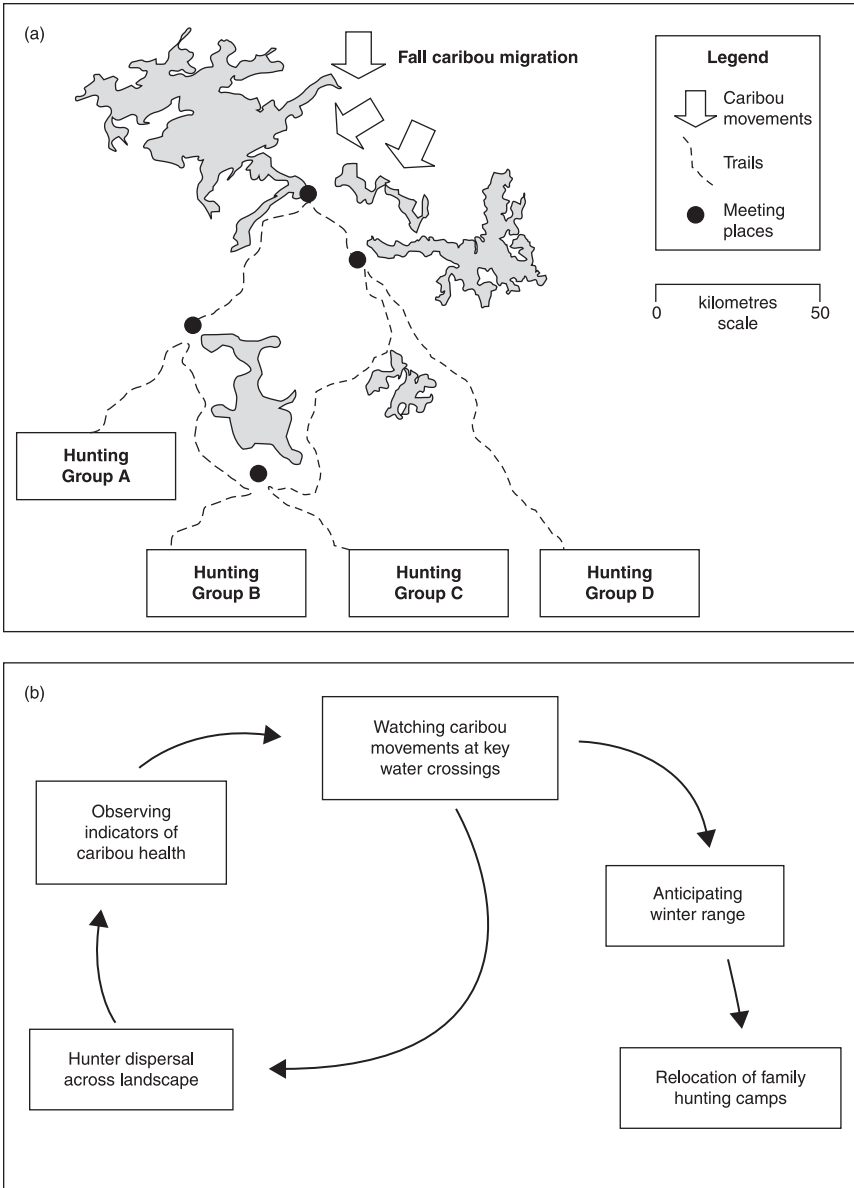 (a)
Fall caribou migration
Legend
Caribou
movements
Trails
Meeting
places
0 kilometres 50
scale
Hunting
Group A
Hunting
Group B
Hunting
Group C
Hunting
Group D
(b)
Watching caribou
movements at key
water crossings
Observing
indicators of
caribou health
Anticipating
winter range
Hunter dispersal
across landscape
Relocation of family
hunting camps